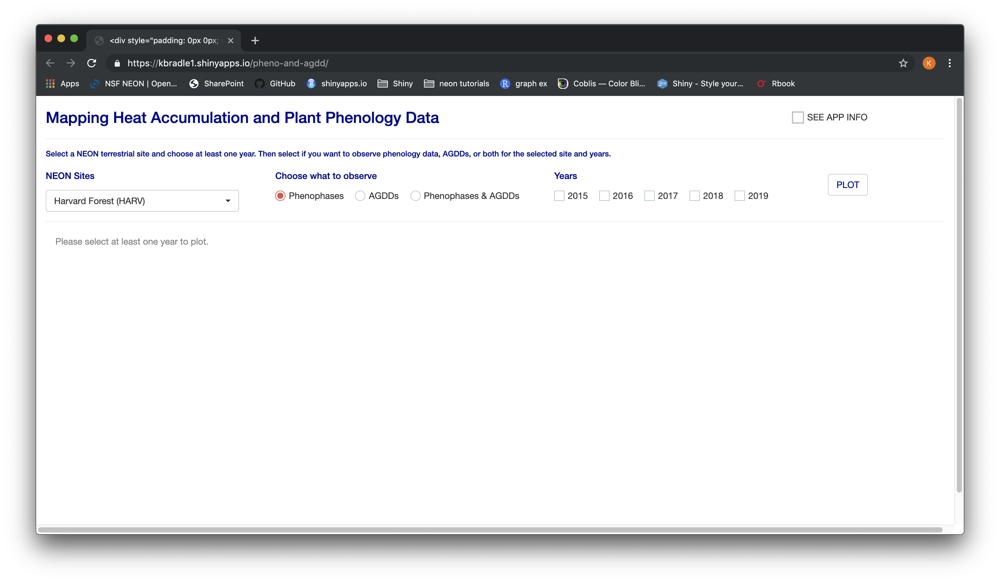 <div style="padding: 0px 0px;
https://kbradle1.shinyapps.io/pheno-and-agdd/
K
Apps NSF NEON | Open... SharePoint GitHub shinyapps.io Shiny neon tutorials graph ex Coblis — Color Bli... Shiny - Style your... Rbook
Mapping Heat Accumulation and Plant Phenology Data SEE APP INFO
Select a NEON terrestrial site and choose at least one year. Then select if you want to observe phenology data, AGDDs, or both for the selected site and years.
NEON Sites Choose what to observe Years
PLOT
Harvard Forest (HARV) Phenophases AGDDs Phenophases & AGDDs 2015 2016 2017 2018 2019
Please select at least one year to plot.